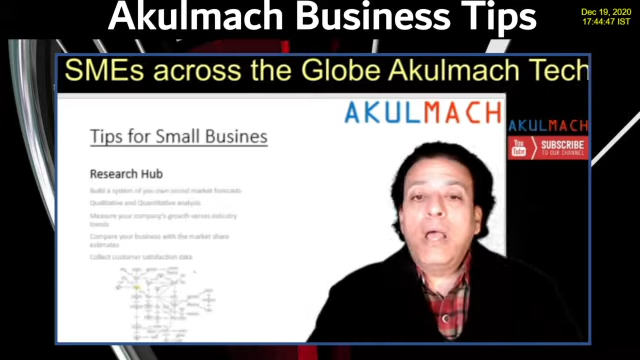 Akulmach Business Tips
Dec 19, 2020
17:44:47 IST
SMEs across the Globe Akulmach Tech
AKULMACH
AKULMACH
You Tube SUBSCRIBE
TO OUR CHANNEL
Tips for Small Busines
Research Hub
Build a system of you own social market forecasts
Qualitative and Quantitative analysis
Measure your company's growth-verses industry
trends
Compare your business with the market share
estimates
Collect customer satisfaction data